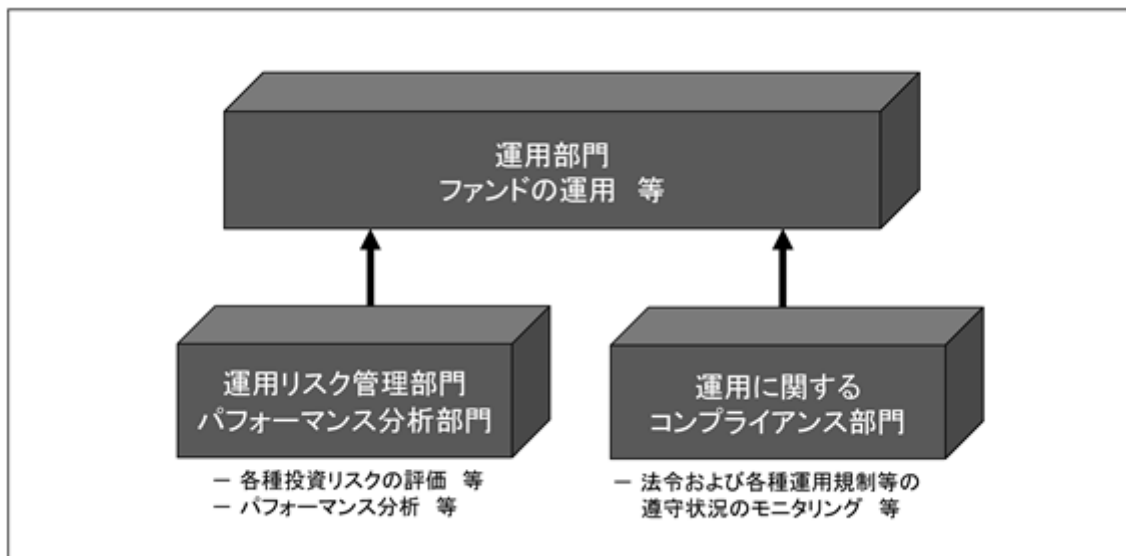 運用部門
ファンドの運用 等
運用リスク管理部門
パフォーマンス分析部門
－ 各種投資リスクの評価 等
－ パフォーマンス分析 等
運用に関する
コンプライアンス部門
－ 法令および各種運用規制等の
遵守状況のモニタリング 等